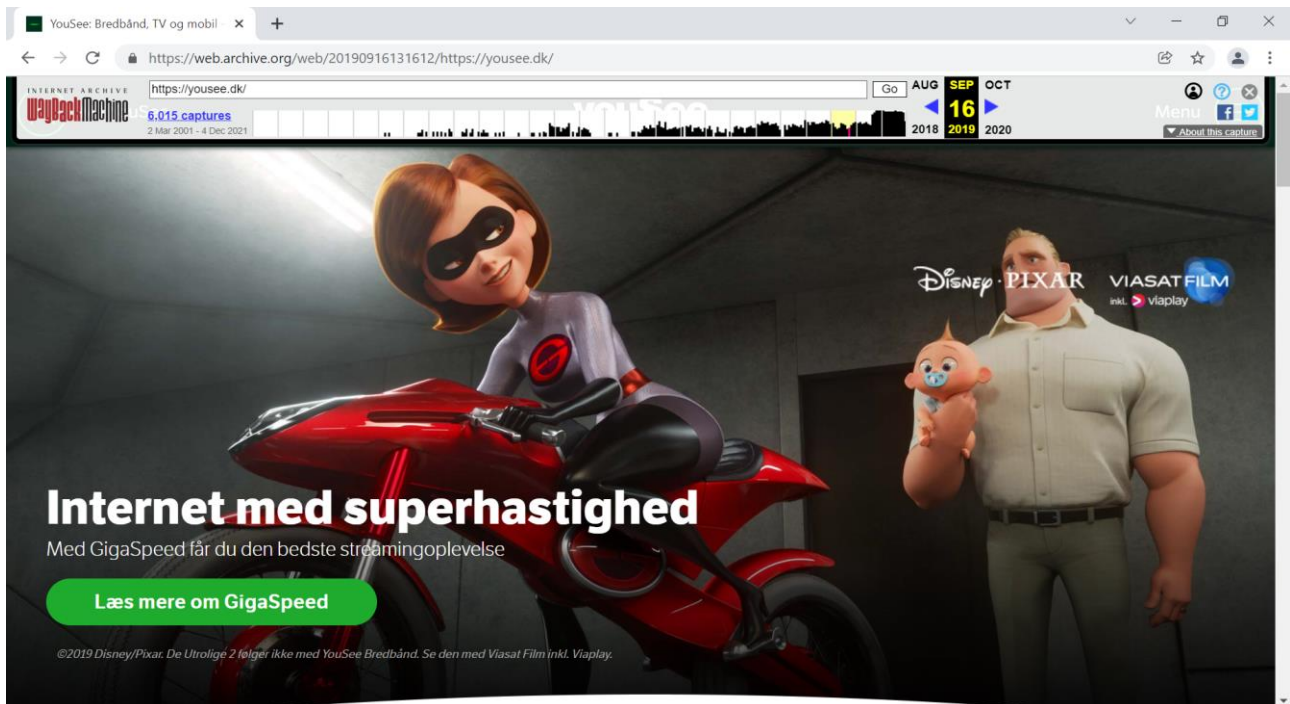 YouSee: Bredbånd, TV og mobil
https://web.archive.org/web/20190916131612/https://yousee.dk/
INTERNET ARCHIVE
WayBackMachine
https://yousee.dk/
Go
6,015 captures
2 Mar 2001 - 4 Dec 2021
YouSee
AUG SEP OCT
16
2018 2019 2020
Menu
About this capture
DISNEY · PIXAR
VIASAT FILM
inkl. viaplay
Internet med superhastighed
Med GigaSpeed får du den bedste streamingoplevelse
Læs mere om GigaSpeed
©2019 Disney/Pixar. De Utrolige 2 følger ikke med YouSee Bredbånd. Se den med Viasat Film inkl. Viaplay.